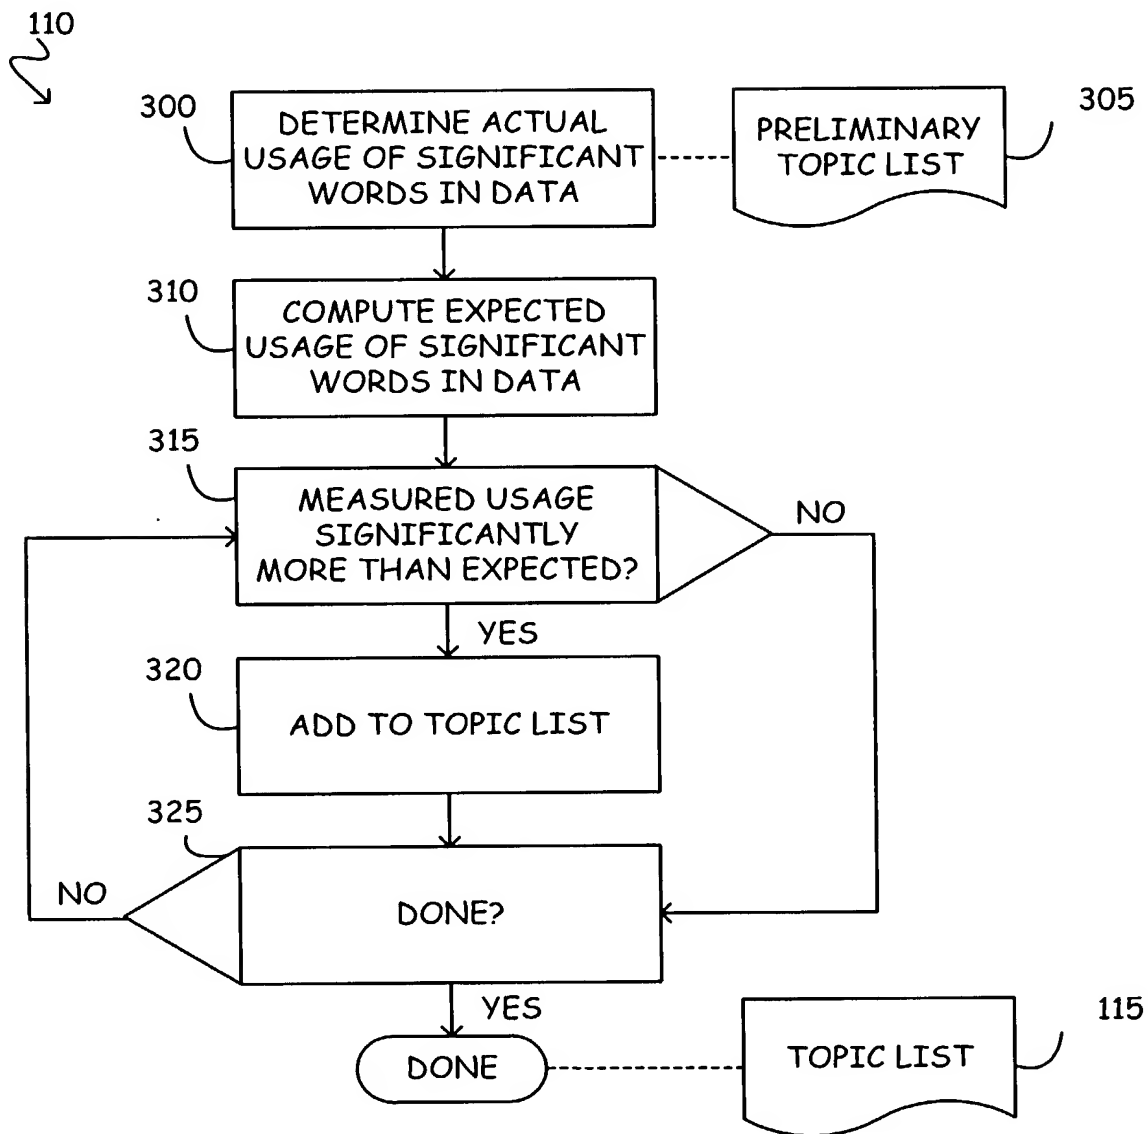 110
300
DETERMINE ACTUAL
USAGE OF SIGNIFICANT
WORDS IN DATA
PRELIMINARY
TOPIC LIST
305
310
COMPUTE EXPECTED
USAGE OF SIGNIFICANT
WORDS IN DATA
315
MEASURED USAGE
SIGNIFICANTLY
MORE THAN EXPECTED?
NO
YES
320
ADD TO TOPIC LIST
325
NO
DONE?
YES
DONE
TOPIC LIST
115